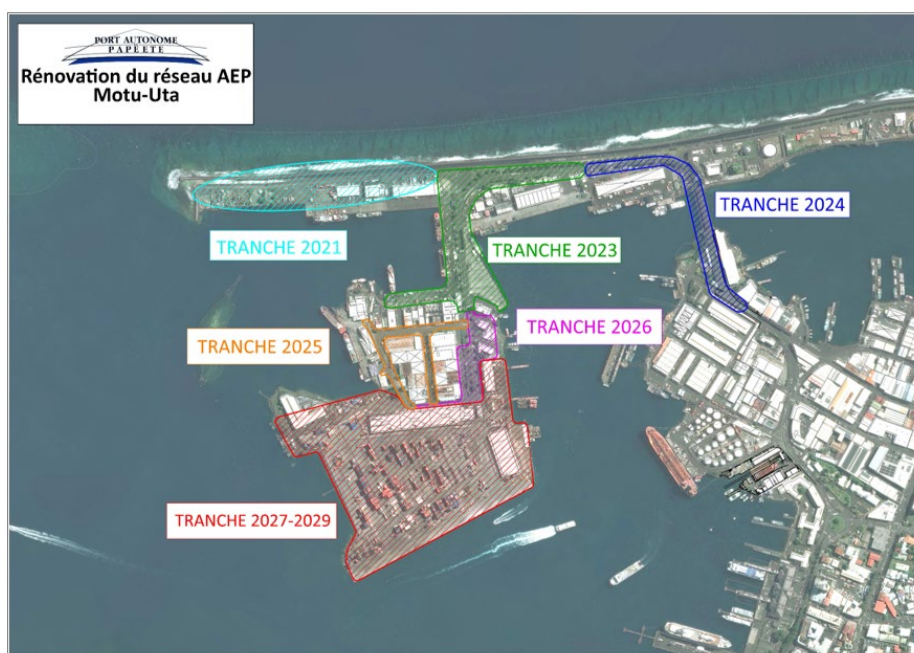 PORT AUTONOME
PAPEETE
Rénovation du réseau AEP
Motu-Uta
TRANCHE 2021
TRANCHE 2023
TRANCHE 2024
TRANCHE 2025
TRANCHE 2026
TRANCHE 2027-2029